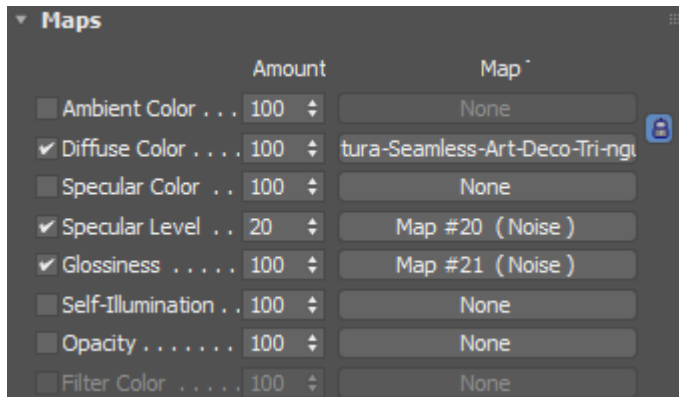 Maps
Amount Map
Ambient Color . . . 100 None
Diffuse Color . . . . 100 tura-Seamless-Art-Deco-Tri-ngu
Specular Color . . 100 None
Specular Level . . 20 Map #20 ( Noise )
Glossiness . . . . . 100 Map #21 ( Noise )
Self-Illumination . . 100 None
Opacity . . . . . . . 100 None
Filter Color . . . . . 100 None